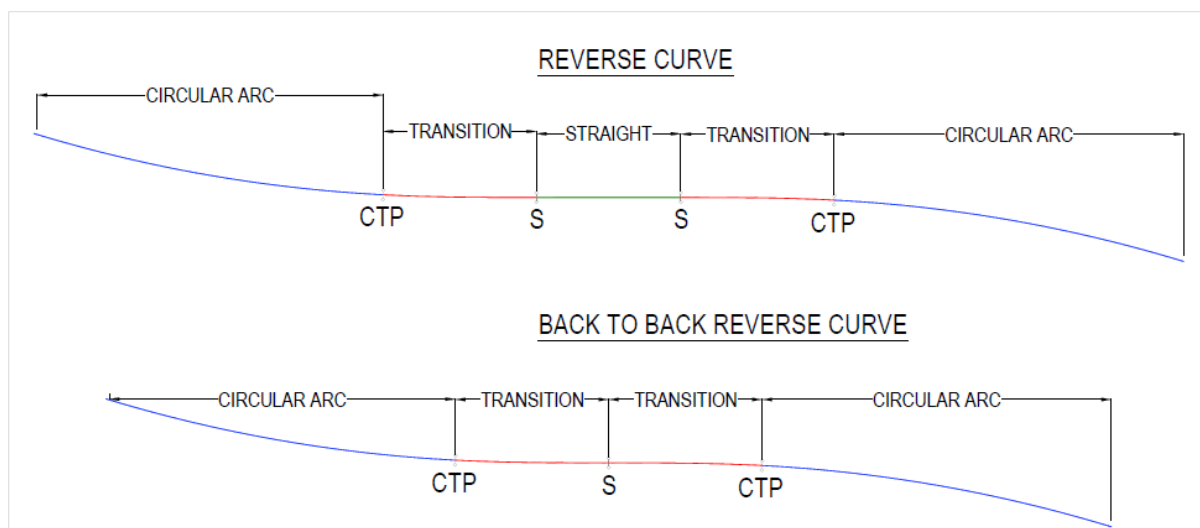 REVERSE CURVE
CIRCULAR ARC
TRANSITION STRAIGHT TRANSITION CIRCULAR ARC
CTP S S CTP
BACK TO BACK REVERSE CURVE
CIRCULAR ARC TRANSITION TRANSITION CIRCULAR ARC
CTP S CTP